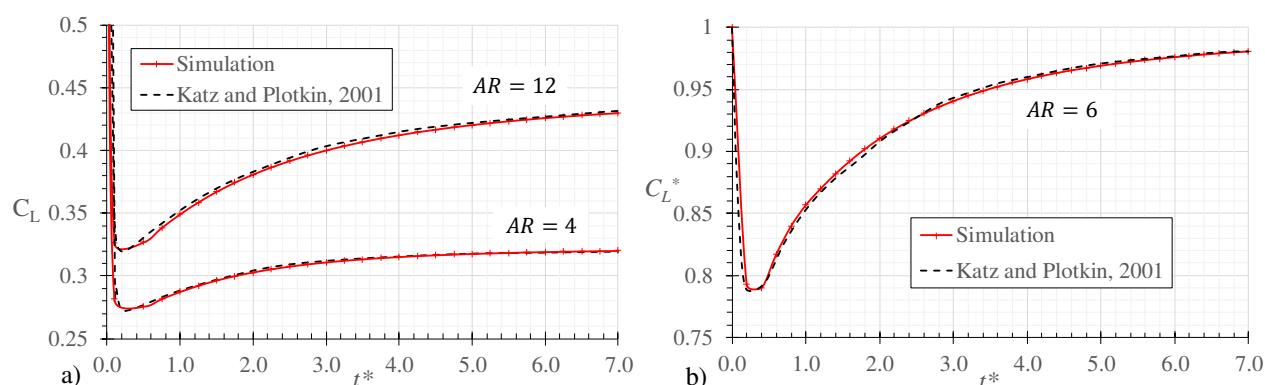 0.5
0.45
0.4
0.35
0.3
0.25
C_L
Simulation
Katz and Plotkin, 2001
AR = 12
AR = 4
0.0 1.0 2.0 3.0 4.0 5.0 6.0 7.0
a) t*
1
0.95
0.9
0.85
0.8
0.75
C_L^*
AR = 6
Simulation
Katz and Plotkin, 2001
0.0 1.0 2.0 3.0 4.0 5.0 6.0 7.0
b) t*